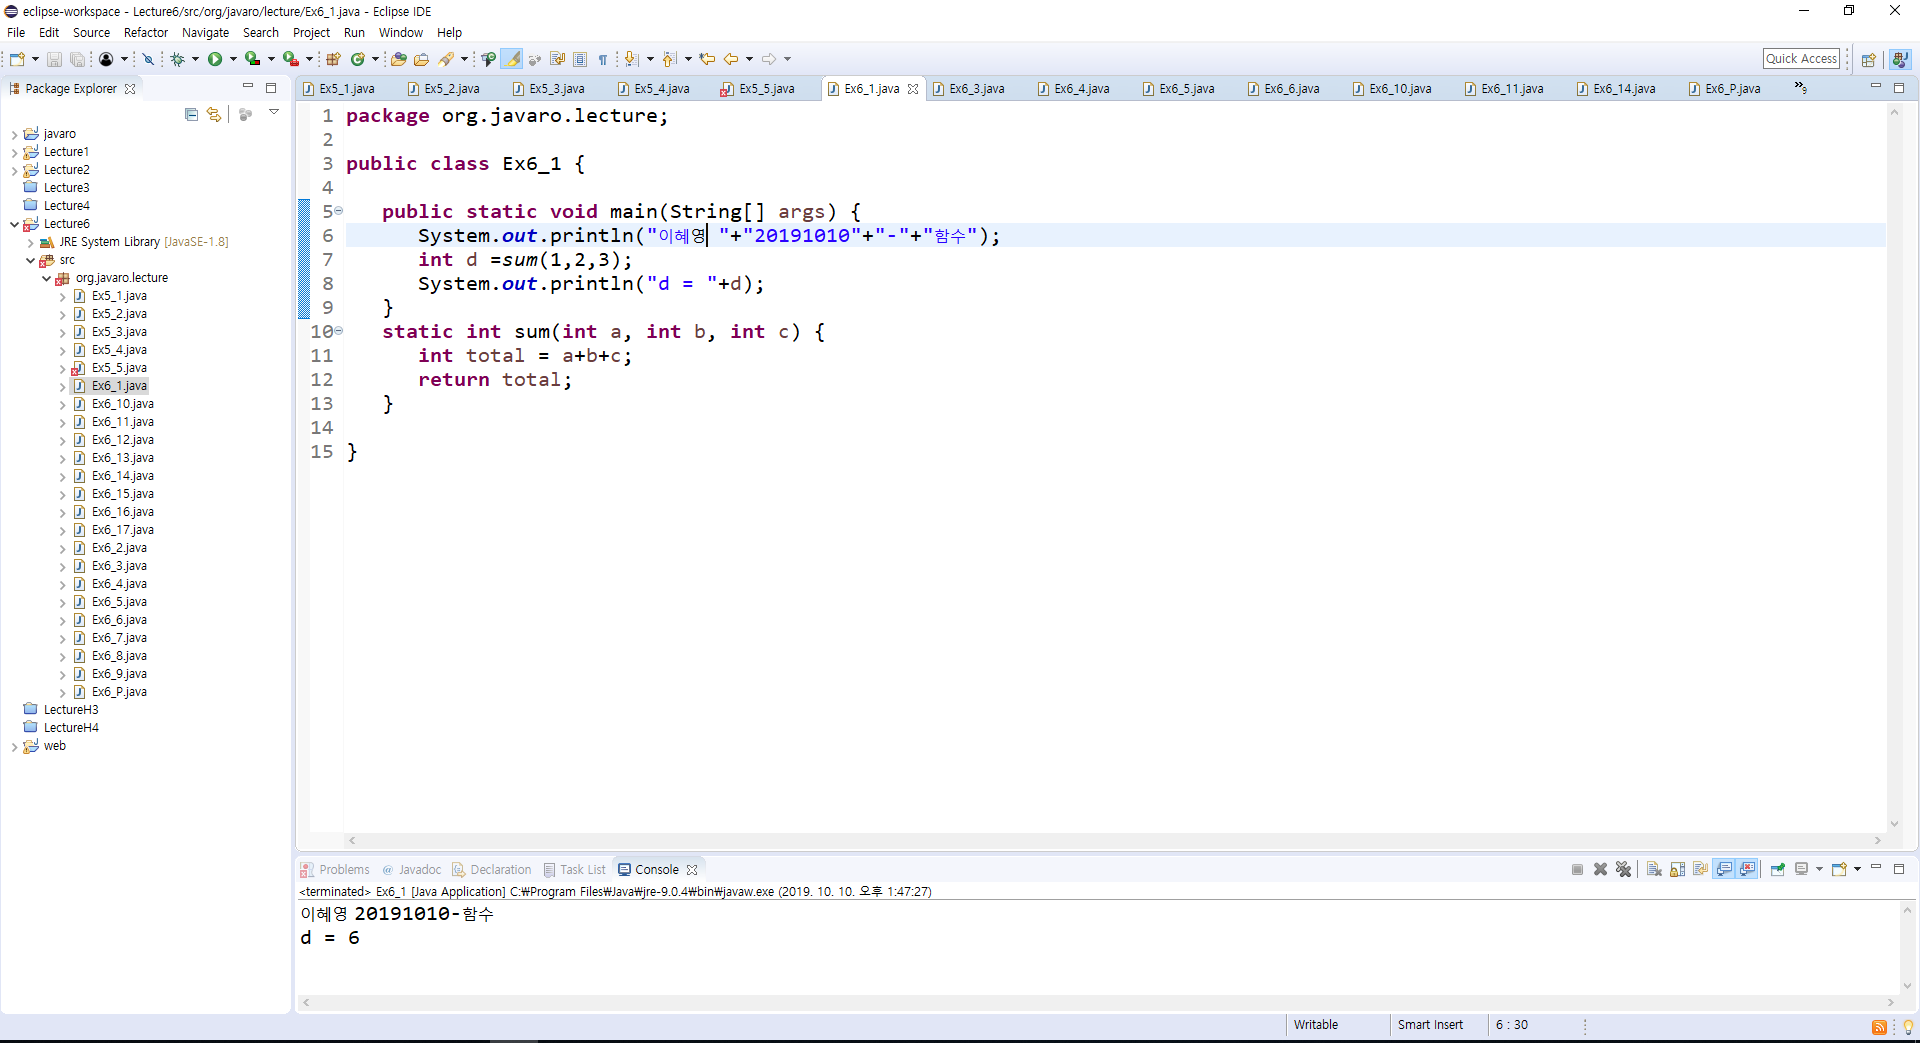 eclipse-workspace - Lecture6/src/org/javaro/lecture/Ex6_1.java - Eclipse IDE
File Edit Source Refactor Navigate Search Project Run Window Help
Quick Access
Package Explorer
Ex5_1.java Ex5_2.java Ex5_3.java Ex5_4.java Ex5_5.java Ex6_1.java Ex6_3.java Ex6_4.java Ex6_5.java Ex6_6.java Ex6_10.java Ex6_11.java Ex6_14.java Ex6_P.java »9
javaro
Lecture1
Lecture2
Lecture3
Lecture4
Lecture6
JRE System Library [JavaSE-1.8]
src
org.javaro.lecture
Ex5_1.java
Ex5_2.java
Ex5_3.java
Ex5_4.java
Ex5_5.java
Ex6_1.java
Ex6_10.java
Ex6_11.java
Ex6_12.java
Ex6_13.java
Ex6_14.java
Ex6_15.java
Ex6_16.java
Ex6_17.java
Ex6_2.java
Ex6_3.java
Ex6_4.java
Ex6_5.java
Ex6_6.java
Ex6_7.java
Ex6_8.java
Ex6_9.java
Ex6_P.java
LectureH3
LectureH4
web
1 package org.javaro.lecture;
2
3 public class Ex6_1 {
4
5 public static void main(String[] args) {
6 System.out.println("이혜영 "+"20191010"+"-"+"함수");
7 int d =sum(1,2,3);
8 System.out.println("d = "+d);
9 }
10 static int sum(int a, int b, int c) {
11 int total = a+b+c;
12 return total;
13 }
14
15 }
Problems @ Javadoc Declaration Task List Console
<terminated> Ex6_1 [Java Application] C:₩Program Files₩Java₩jre-9.0.4₩bin₩javaw.exe (2019. 10. 10. 오후 1:47:27)
이혜영 20191010-함수
d = 6
Writable Smart Insert 6 : 30